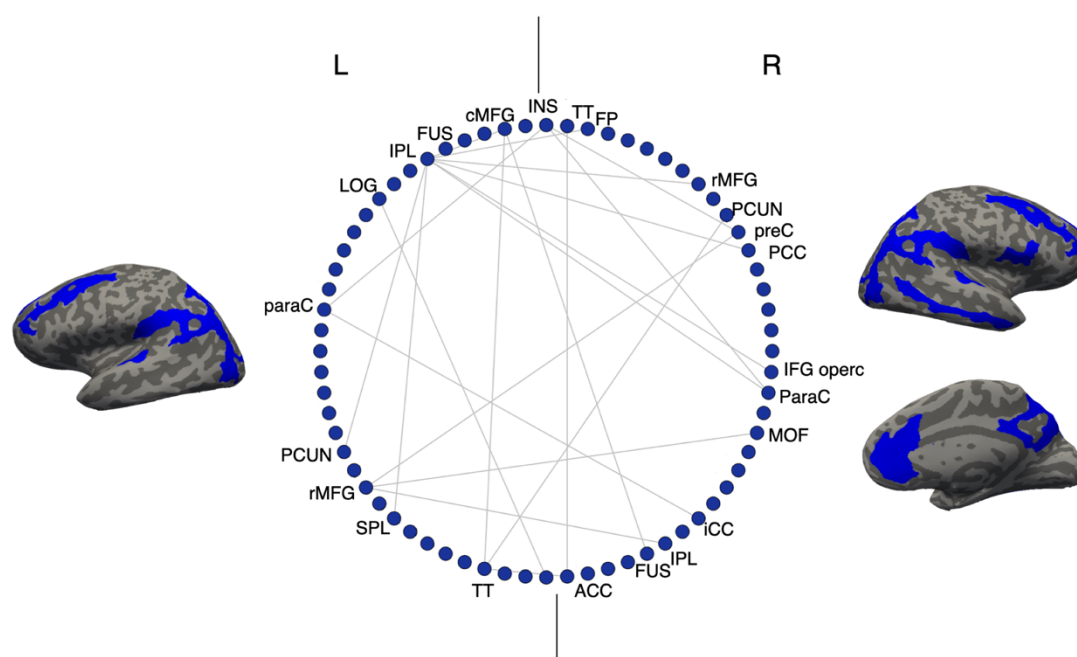 L
R
INS
TT
FP
cMFG
FUS
IPL
LOG
rMFG
PCUN
preC
PCC
paraC
IFG operc
ParaC
MOF
PCUN
rMFG
SPL
iCC
IPL
FUS
TT
ACC